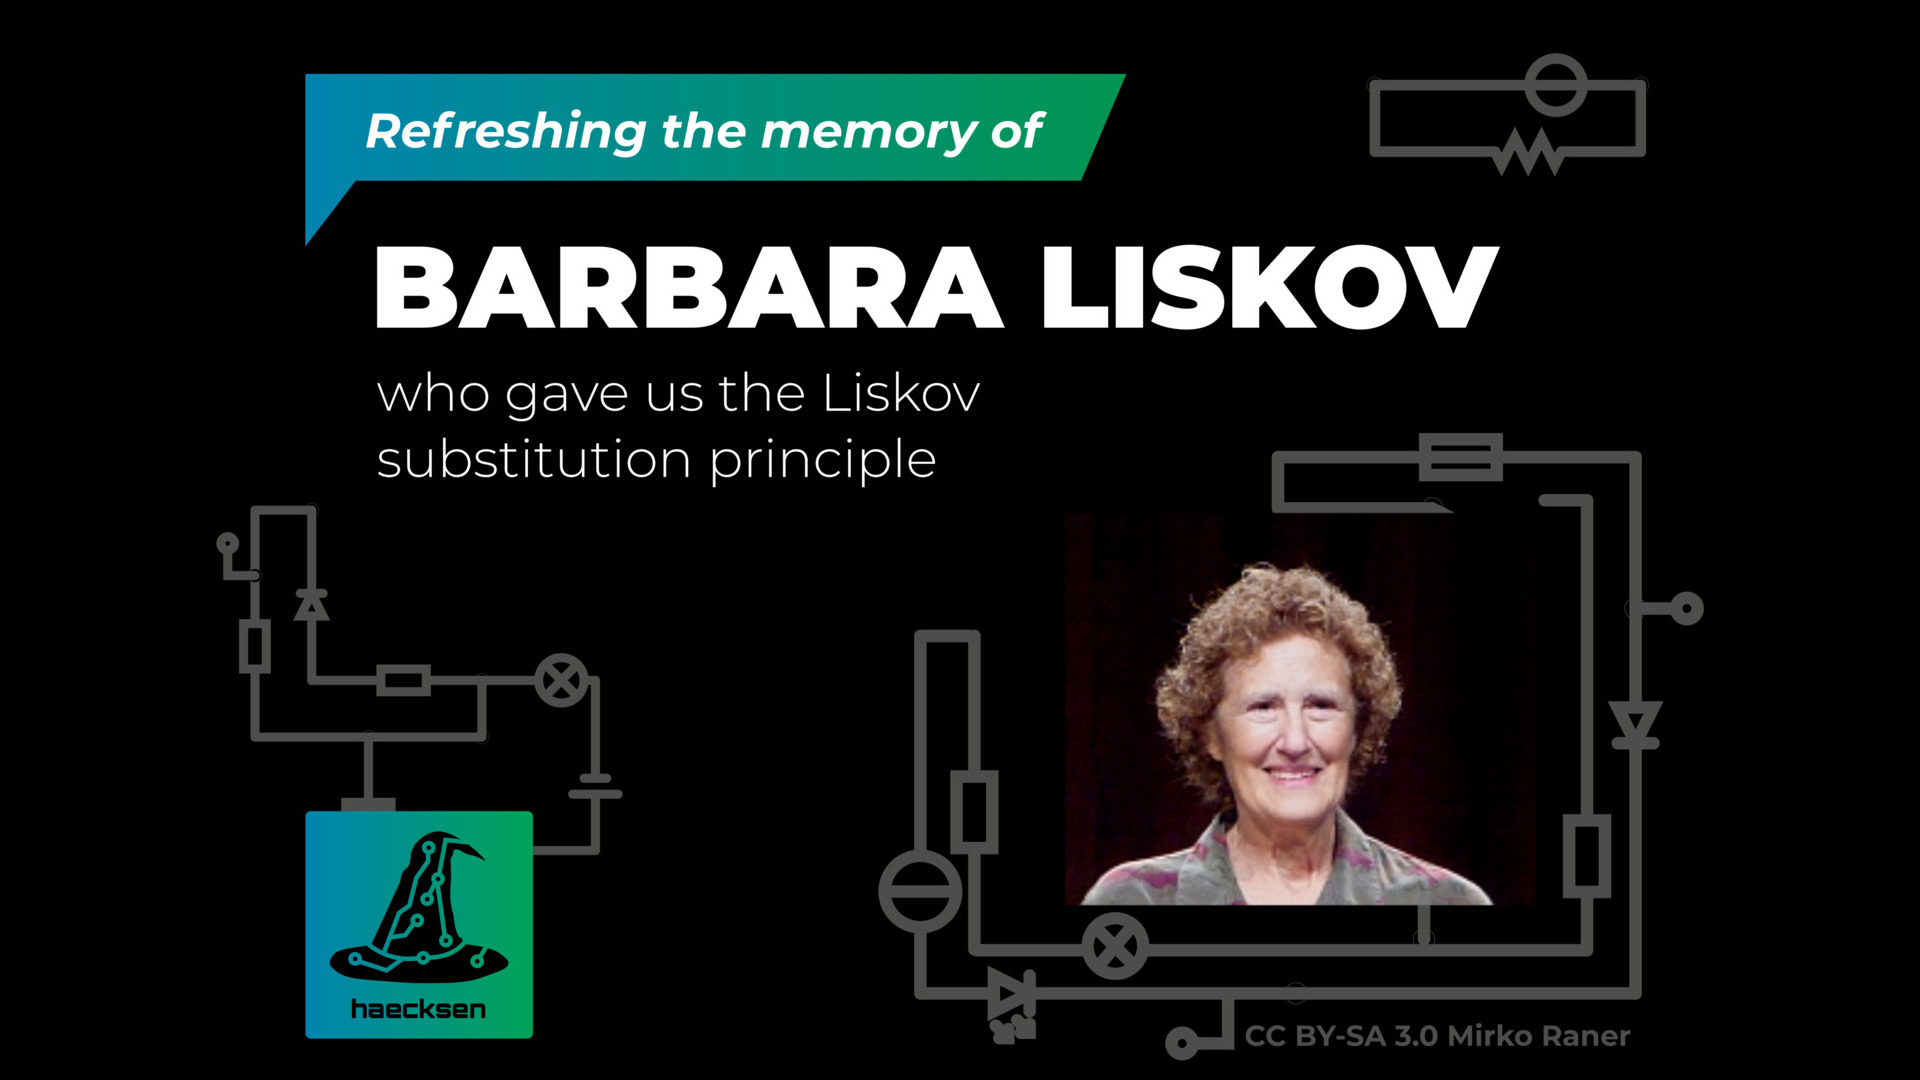 Refreshing the memory of
BARBARA LISKOV
who gave us the Liskov
substitution principle
haecksen
CC BY-SA 3.0 Mirko Raner